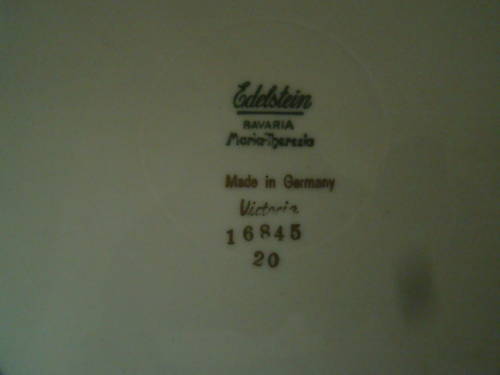 Edelstein
BAVARIA
Maria-Theresia
Made in Germany
Victoria
16845
20